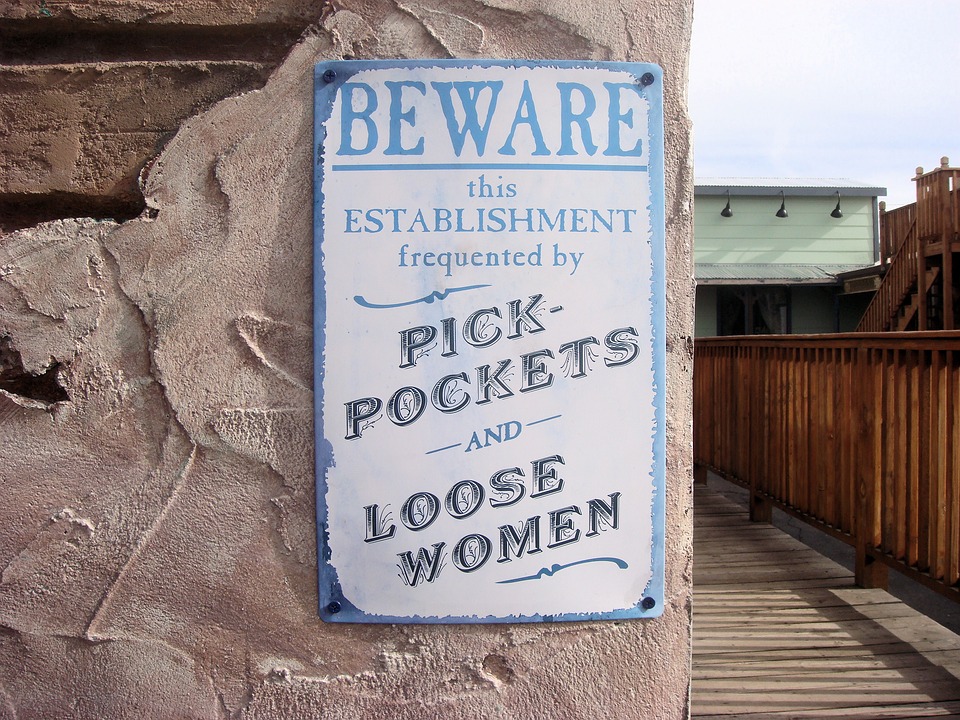 BEWARE
this
ESTABLISHMENT
frequented by
PICK-
POCKETS
AND
LOOSE
WOMEN